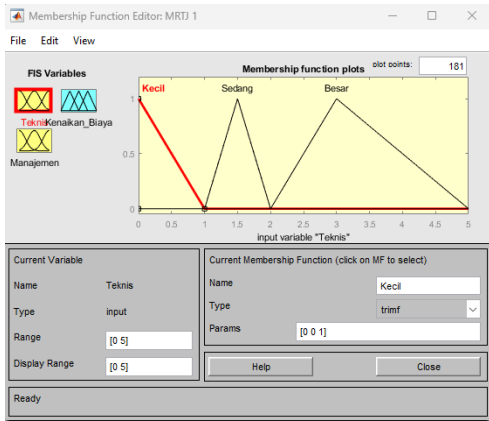 Membership Function Editor: MRTJ 1
File Edit View
FIS Variables
Teknis
Kenaikan_Biaya
Manajemen
Membership function plots
plot points:
181
Kecil
Sedang
Besar
1
0.5
0
0 0.5 1 1.5 2 2.5 3 3.5 4 4.5 5
input variable "Teknis"
Current Variable
Name Teknis
Type input
Range [0 5]
Display Range [0 5]
Current Membership Function (click on MF to select)
Name Kecil
Type trimf
Params [0 0 1]
Help Close
Ready